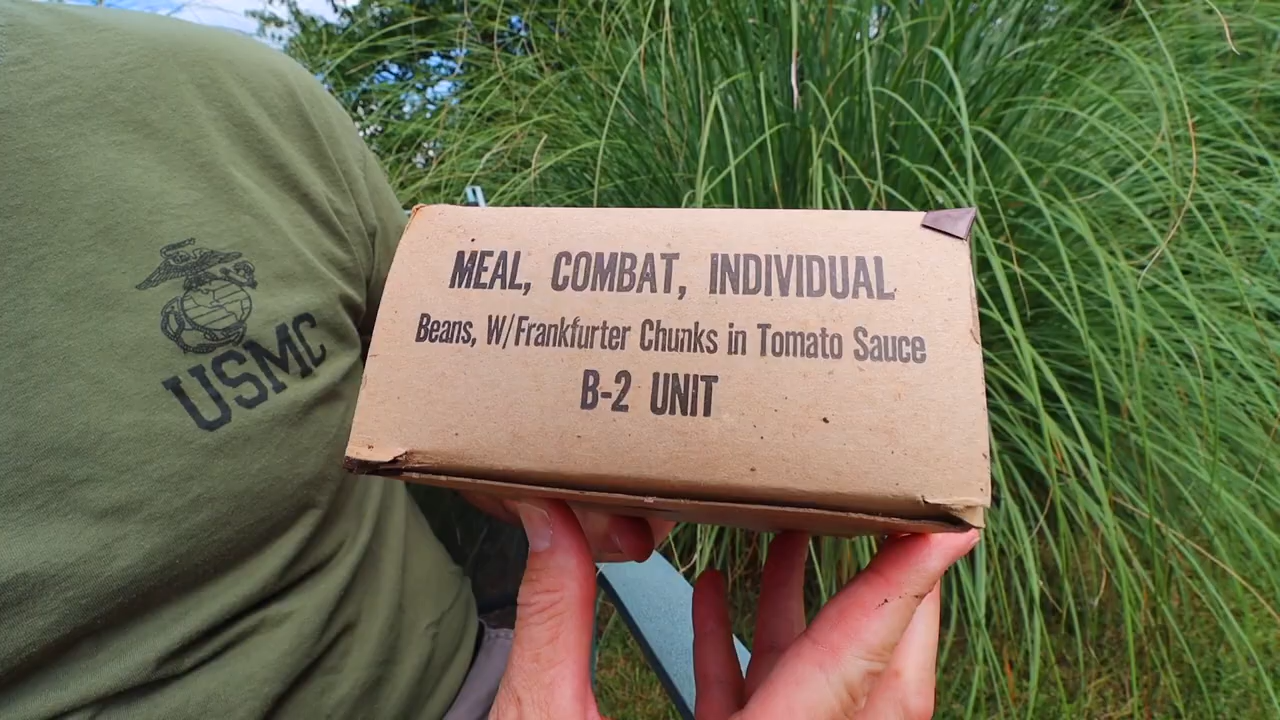 MEAL, COMBAT, INDIVIDUAL
Beans, W/Frankfurter Chunks in Tomato Sauce
B-2 UNIT
USMC